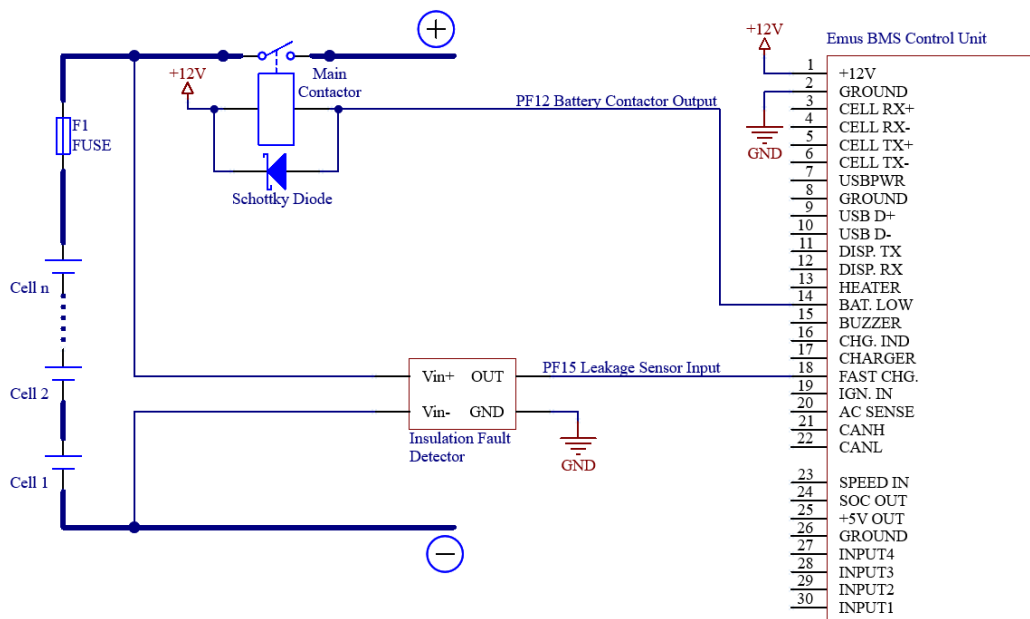 +
+12V
Emus BMS Control Unit
+12V
Main
Contactor
F1
FUSE
PF12 Battery Contactor Output
Schottky Diode
GND
1 +12V
2 GROUND
3 CELL RX+
4 CELL RX-
5 CELL TX+
6 CELL TX-
7 USBPWR
8 GROUND
9 USB D+
10 USB D-
11 DISP. TX
12 DISP. RX
13 HEATER
14 BAT. LOW
15 BUZZER
16 CHG. IND
17 CHARGER
18 FAST CHG.
19 IGN. IN
20 AC SENSE
21 CANH
22 CANL
23 SPEED IN
24 SOC OUT
25 +5V OUT
26 GROUND
27 INPUT4
28 INPUT3
29 INPUT2
30 INPUT1
Cell n
Cell 2
Cell 1
PF15 Leakage Sensor Input
Vin+ OUT
Vin- GND
Insulation Fault
Detector
GND
−